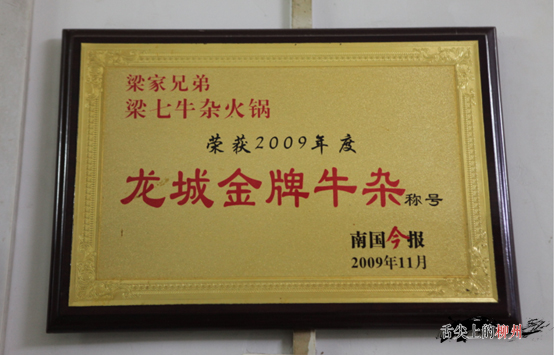 梁家兄弟
梁七牛杂火锅
荣获2009年度
龙城金牌牛杂称号
南国今报
2009年11月
舌尖上的柳州